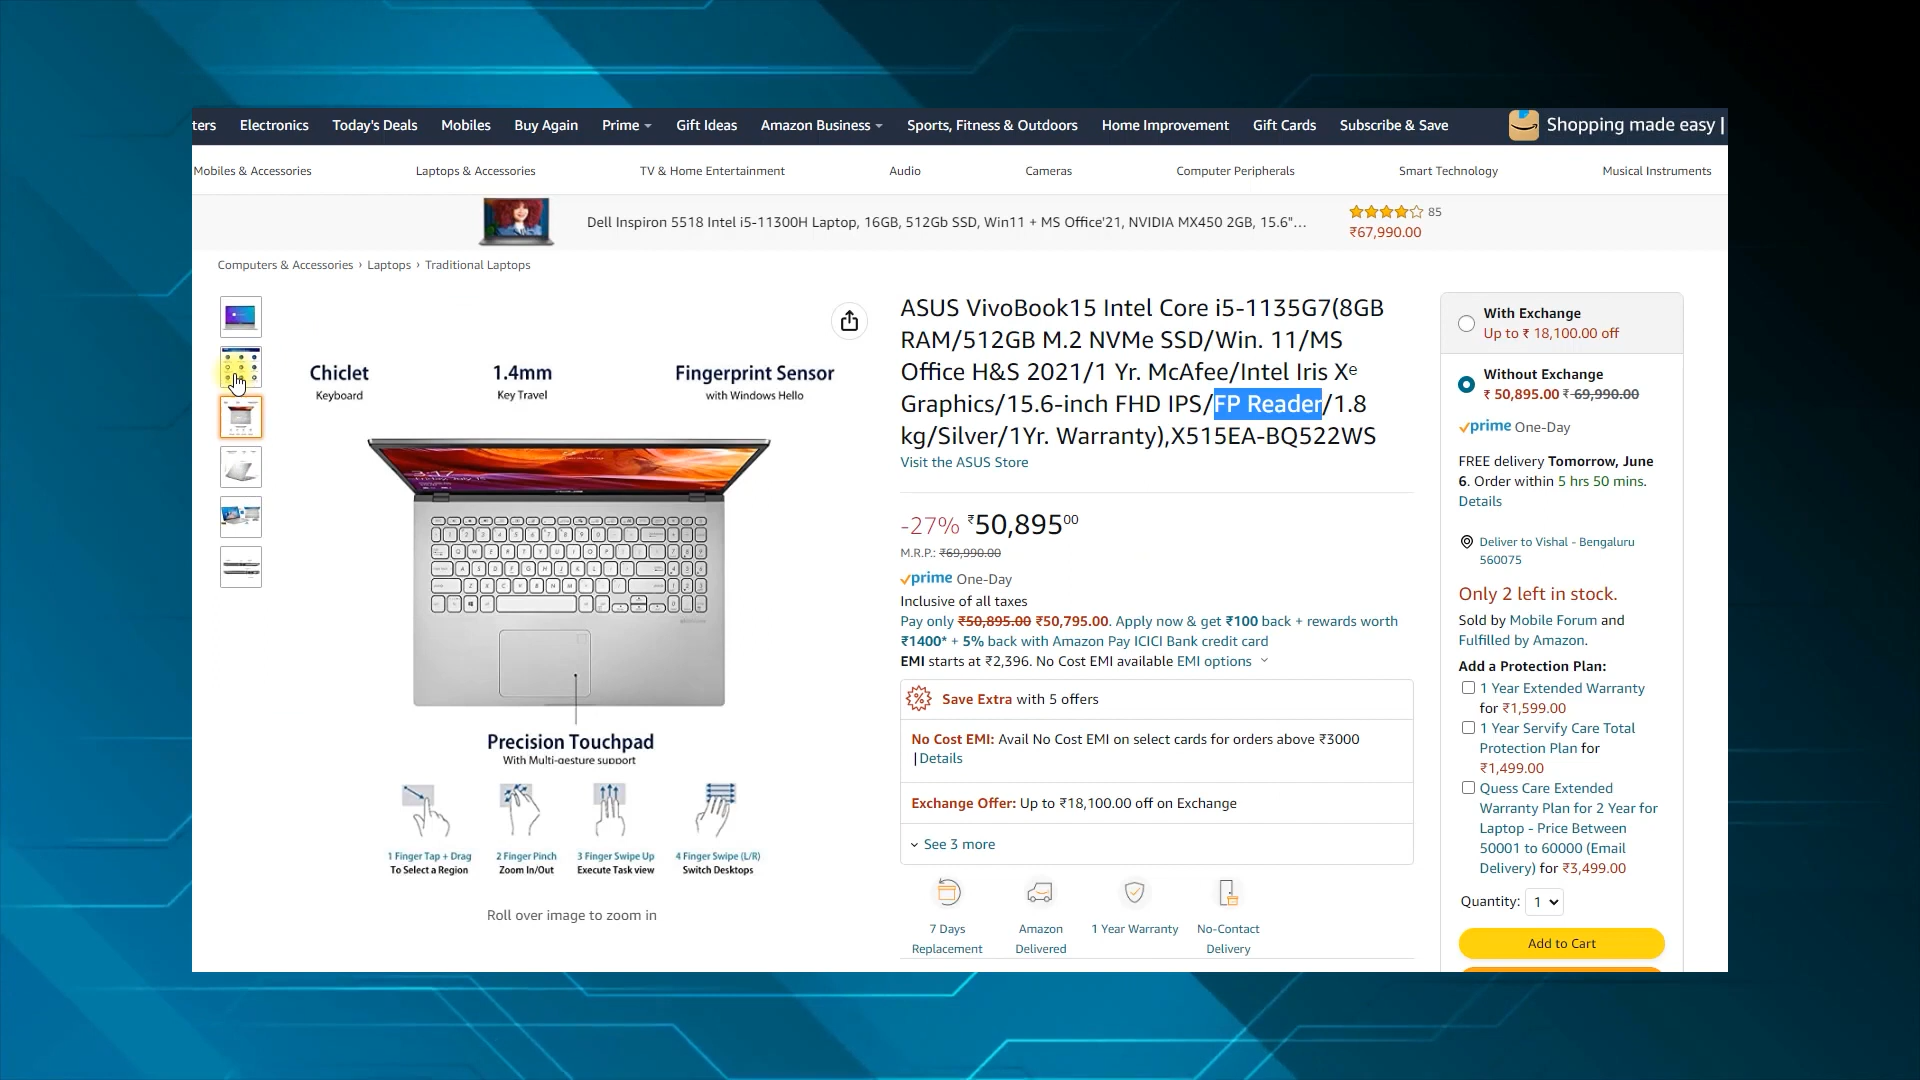 ters Electronics Today's Deals Mobiles Buy Again Prime Gift Ideas Amazon Business Sports, Fitness & Outdoors Home Improvement Gift Cards Subscribe & Save Shopping made easy |
Mobiles & Accessories Laptops & Accessories TV & Home Entertainment Audio Cameras Computer Peripherals Smart Technology Musical Instruments
Dell Inspiron 5518 Intel i5-11300H Laptop, 16GB, 512Gb SSD, Win11 + MS Office'21, NVIDIA MX450 2GB, 15.6"...
85
₹67,990.00
Computers & Accessories › Laptops › Traditional Laptops
Chiclet
Keyboard
1.4mm
Key Travel
Fingerprint Sensor
with Windows Hello
Precision Touchpad
With Multi-gesture support
1 Finger Tap + Drag
To Select a Region
2 Finger Pinch
Zoom In/Out
3 Finger Swipe Up
Execute Task view
4 Finger Swipe (L/R)
Switch Desktops
Roll over image to zoom in
ASUS VivoBook15 Intel Core i5-1135G7(8GB
RAM/512GB M.2 NVMe SSD/Win. 11/MS
Office H&S 2021/1 Yr. McAfee/Intel Iris Xᵉ
Graphics/15.6-inch FHD IPS/FP Reader/1.8
kg/Silver/1Yr. Warranty),X515EA-BQ522WS
Visit the ASUS Store
-27% ₹50,895⁰⁰
M.R.P.: ₹69,990.00
prime One-Day
Inclusive of all taxes
Pay only ₹50,895.00 ₹50,795.00. Apply now & get ₹100 back + rewards worth
₹1400* + 5% back with Amazon Pay ICICI Bank credit card
EMI starts at ₹2,396. No Cost EMI available EMI options
Save Extra with 5 offers
No Cost EMI: Avail No Cost EMI on select cards for orders above ₹3000
|Details
Exchange Offer: Up to ₹18,100.00 off on Exchange
See 3 more
7 Days
Replacement
Amazon
Delivered
1 Year Warranty
No-Contact
Delivery
With Exchange
Up to ₹ 18,100.00 off
Without Exchange
₹ 50,895.00 ₹ 69,990.00
prime One-Day
FREE delivery Tomorrow, June
6. Order within 5 hrs 50 mins.
Details
Deliver to Vishal - Bengaluru
560075
Only 2 left in stock.
Sold by Mobile Forum and
Fulfilled by Amazon.
Add a Protection Plan:
1 Year Extended Warranty
for ₹1,599.00
1 Year Servify Care Total
Protection Plan for
₹1,499.00
Quess Care Extended
Warranty Plan for 2 Year for
Laptop - Price Between
50001 to 60000 (Email
Delivery) for ₹3,499.00
Quantity: 1
Add to Cart